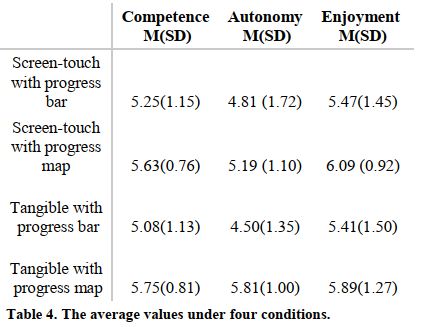 Competence Autonomy Enjoyment
M(SD) M(SD) M(SD)
Screen-touch
with progress
bar 5.25(1.15) 4.81 (1.72) 5.47(1.45)
Screen-touch
with progress
map 5.63(0.76) 5.19 (1.10) 6.09 (0.92)
Tangible with
progress bar 5.08(1.13) 4.50(1.35) 5.41(1.50)
Tangible with
progress map 5.75(0.81) 5.81(1.00) 5.89(1.27)
Table 4. The average values under four conditions.